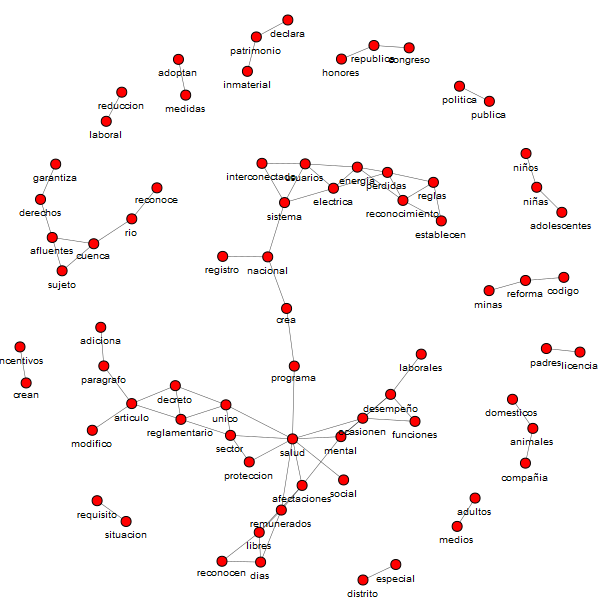 declara
patrimonio
inmaterial
republica
congreso
honores
adoptan
medidas
reduccion
laboral
politica
publica
garantiza
derechos
reconoce
rio
afluentes
cuenca
sujeto
interconectado
usuarios
energia
perdidas
reglas
electrica
sistema
reconocimiento
establecen
niños
niñas
adolescentes
registro
nacional
minas
reforma
codigo
crea
adiciona
ncentivos
crean
paragrafo
programa
laborales
padres
licencia
decreto
articulo
unico
desempeño
domesticos
modifico
reglamentario
sector
salud
mental
ocasionen
funciones
animales
proteccion
compañia
social
afectaciones
requisito
situacion
remunerados
adultos
medios
libres
reconocen
dias
especial
distrito